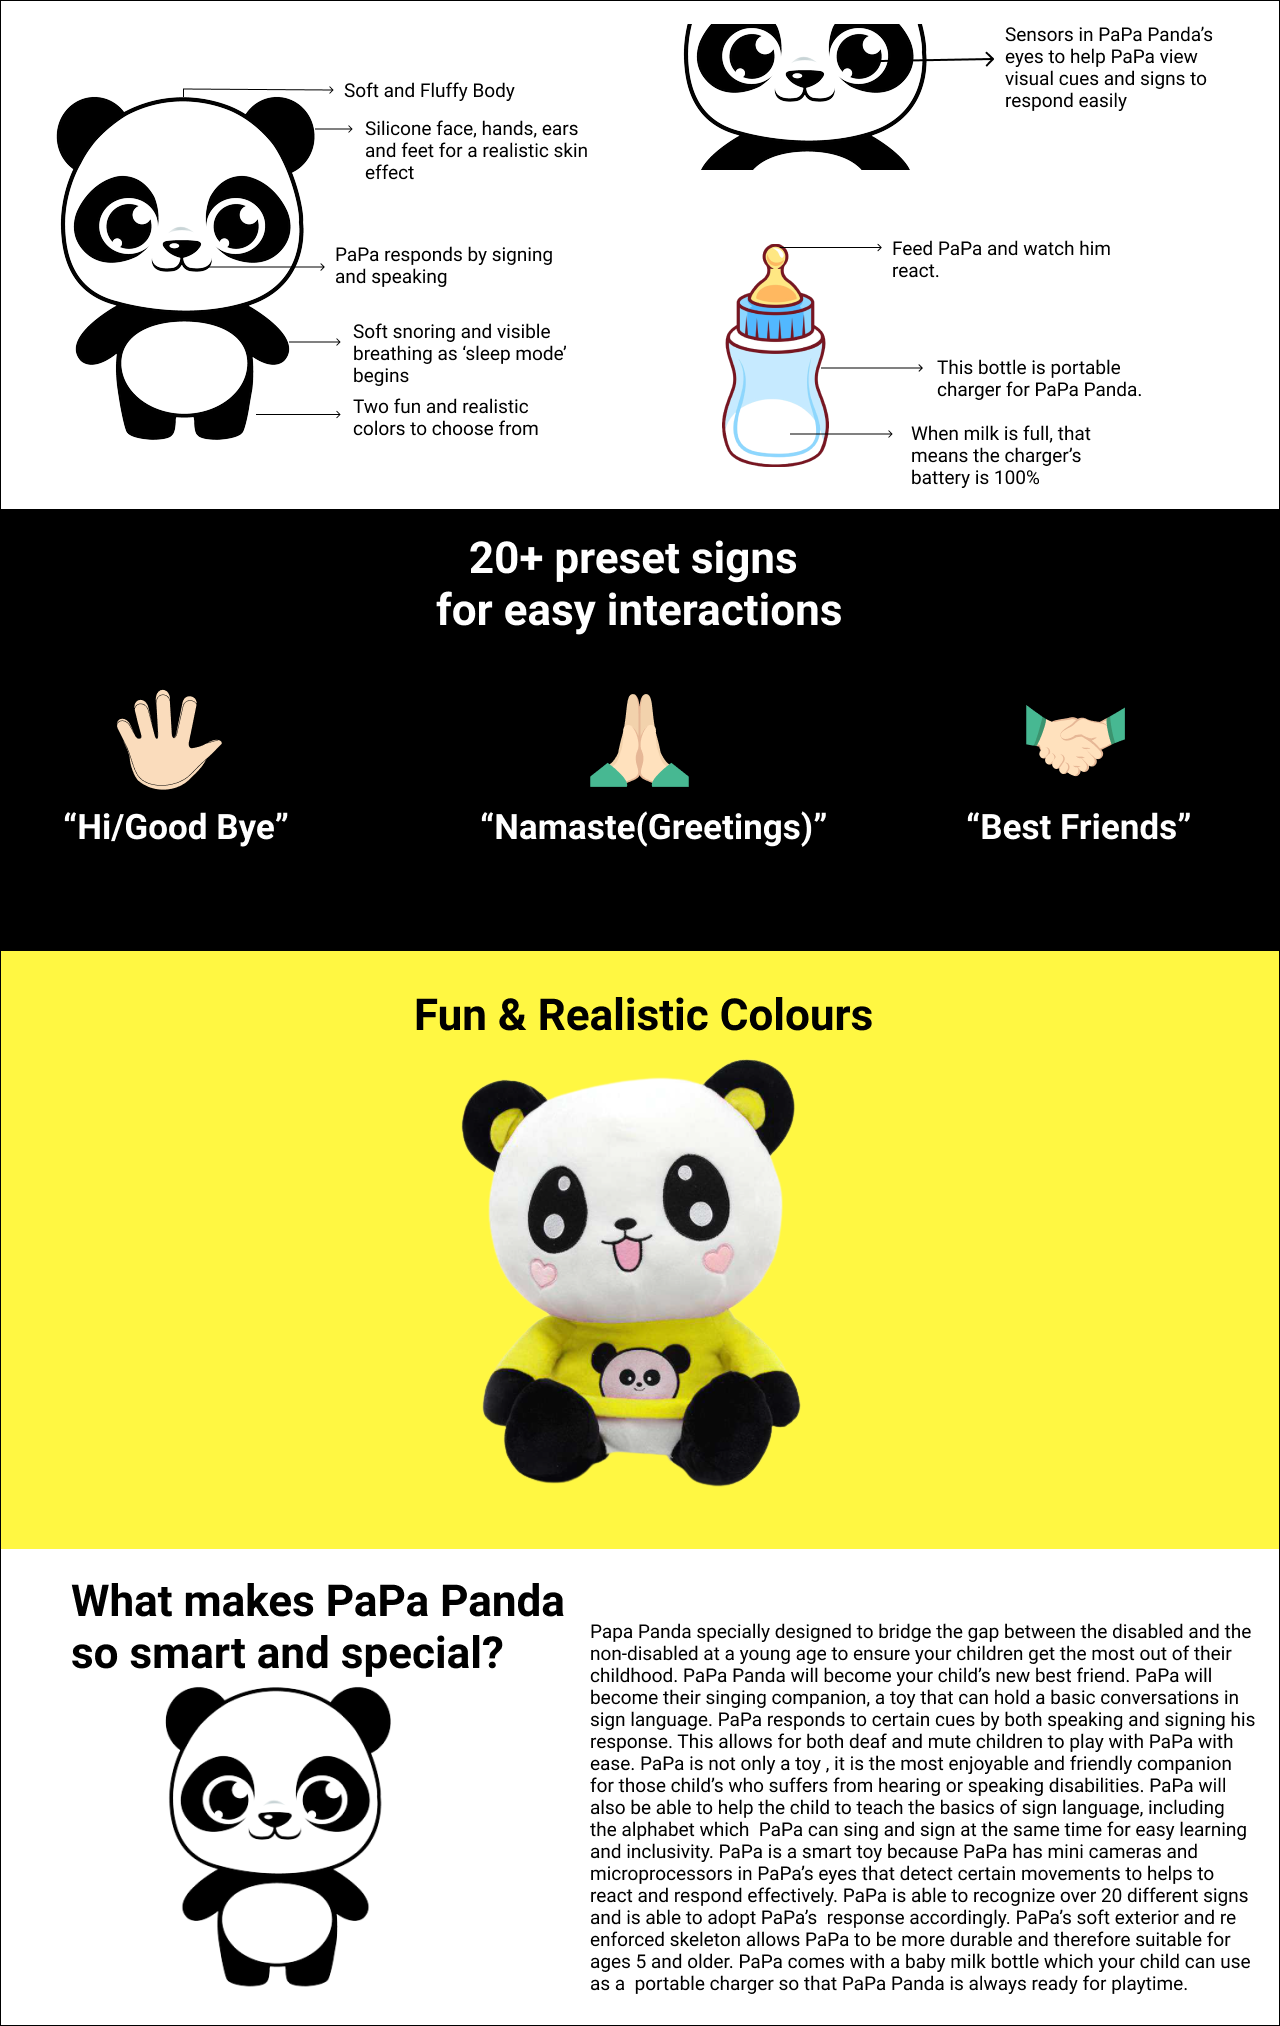 Soft and Fluffy Body
Silicone face, hands, ears
and feet for a realistic skin
effect
PaPa responds by signing
and speaking
Soft snoring and visible
breathing as ‘sleep mode’
begins
Two fun and realistic
colors to choose from
Sensors in PaPa Panda’s
eyes to help PaPa view
visual cues and signs to
respond easily
Feed PaPa and watch him
react.
This bottle is portable
charger for PaPa Panda.
When milk is full, that
means the charger’s
battery is 100%
20+ preset signs
for easy interactions
“Hi/Good Bye”
“Namaste(Greetings)”
“Best Friends”
Fun & Realistic Colours
What makes PaPa Panda
so smart and special?
Papa Panda specially designed to bridge the gap between the disabled and the
non-disabled at a young age to ensure your children get the most out of their
childhood. PaPa Panda will become your child’s new best friend. PaPa will
become their singing companion, a toy that can hold a basic conversations in
sign language. PaPa responds to certain cues by both speaking and signing his
response. This allows for both deaf and mute children to play with PaPa with
ease. PaPa is not only a toy , it is the most enjoyable and friendly companion
for those child’s who suffers from hearing or speaking disabilities. PaPa will
also be able to help the child to teach the basics of sign language, including
the alphabet which  PaPa can sing and sign at the same time for easy learning
and inclusivity. PaPa is a smart toy because PaPa has mini cameras and
microprocessors in PaPa’s eyes that detect certain movements to helps to
react and respond effectively. PaPa is able to recognize over 20 different signs
and is able to adopt PaPa’s  response accordingly. PaPa’s soft exterior and re
enforced skeleton allows PaPa to be more durable and therefore suitable for
ages 5 and older. PaPa comes with a baby milk bottle which your child can use
as a  portable charger so that PaPa Panda is always ready for playtime.